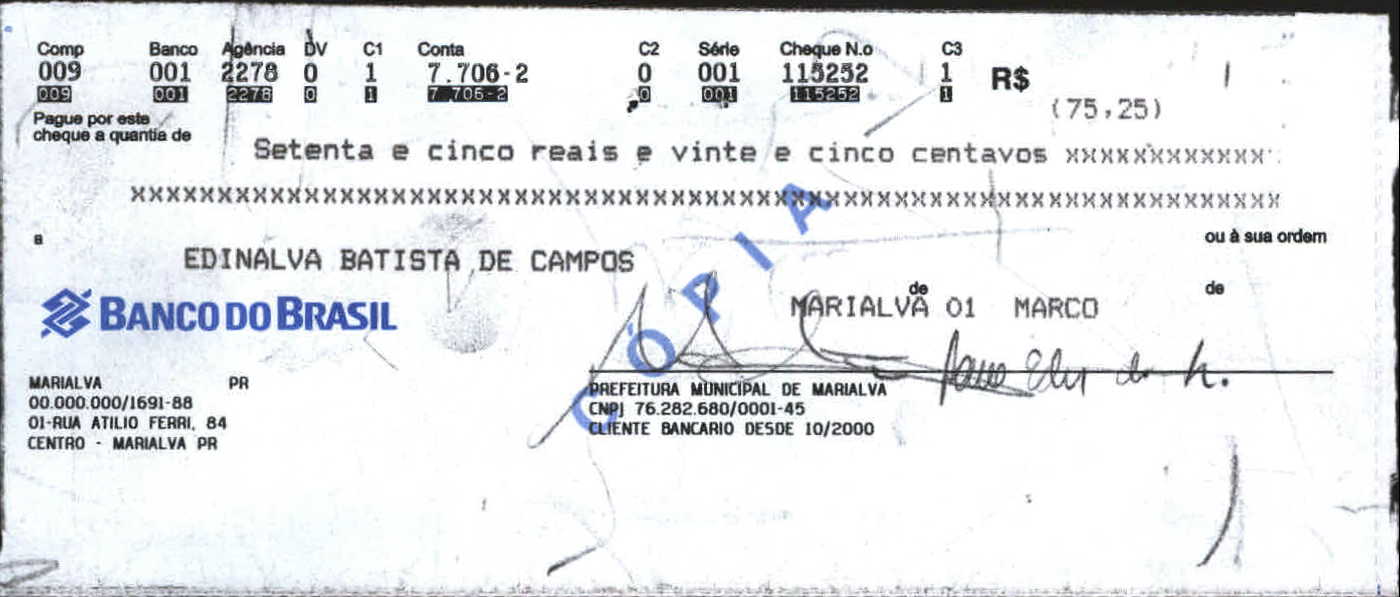 Comp Banco Agência DV C1 Conta C2 Série Cheque N.o C3
009 001 2278 0 1 7.706-2 0 001 115252 1 R$
009 001 2278 0 1 7.706-2 0 001 115252 1
(75,25)
Pague por este
cheque a quantia de
Setenta e cinco reais e vinte e cinco centavos xxxxxxxxxxxxx
xxxxxxxxxxxxxxxxxxxxxxxxxxxxxxxxxxxxxxxxxxxxxxxxxxxxxxxxxxxxxxxxxx
a
EDINALVA BATISTA DE CAMPOS
ou à sua ordem
CÓPIA
BANCO DO BRASIL
MARIALVA de 01 MARCO de
MARIALVA PR
00.000.000/1691-88
01-RUA ATILIO FERRI, 84
CENTRO - MARIALVA PR
PREFEITURA MUNICIPAL DE MARIALVA
CNPJ 76.282.680/0001-45
CLIENTE BANCARIO DESDE 10/2000